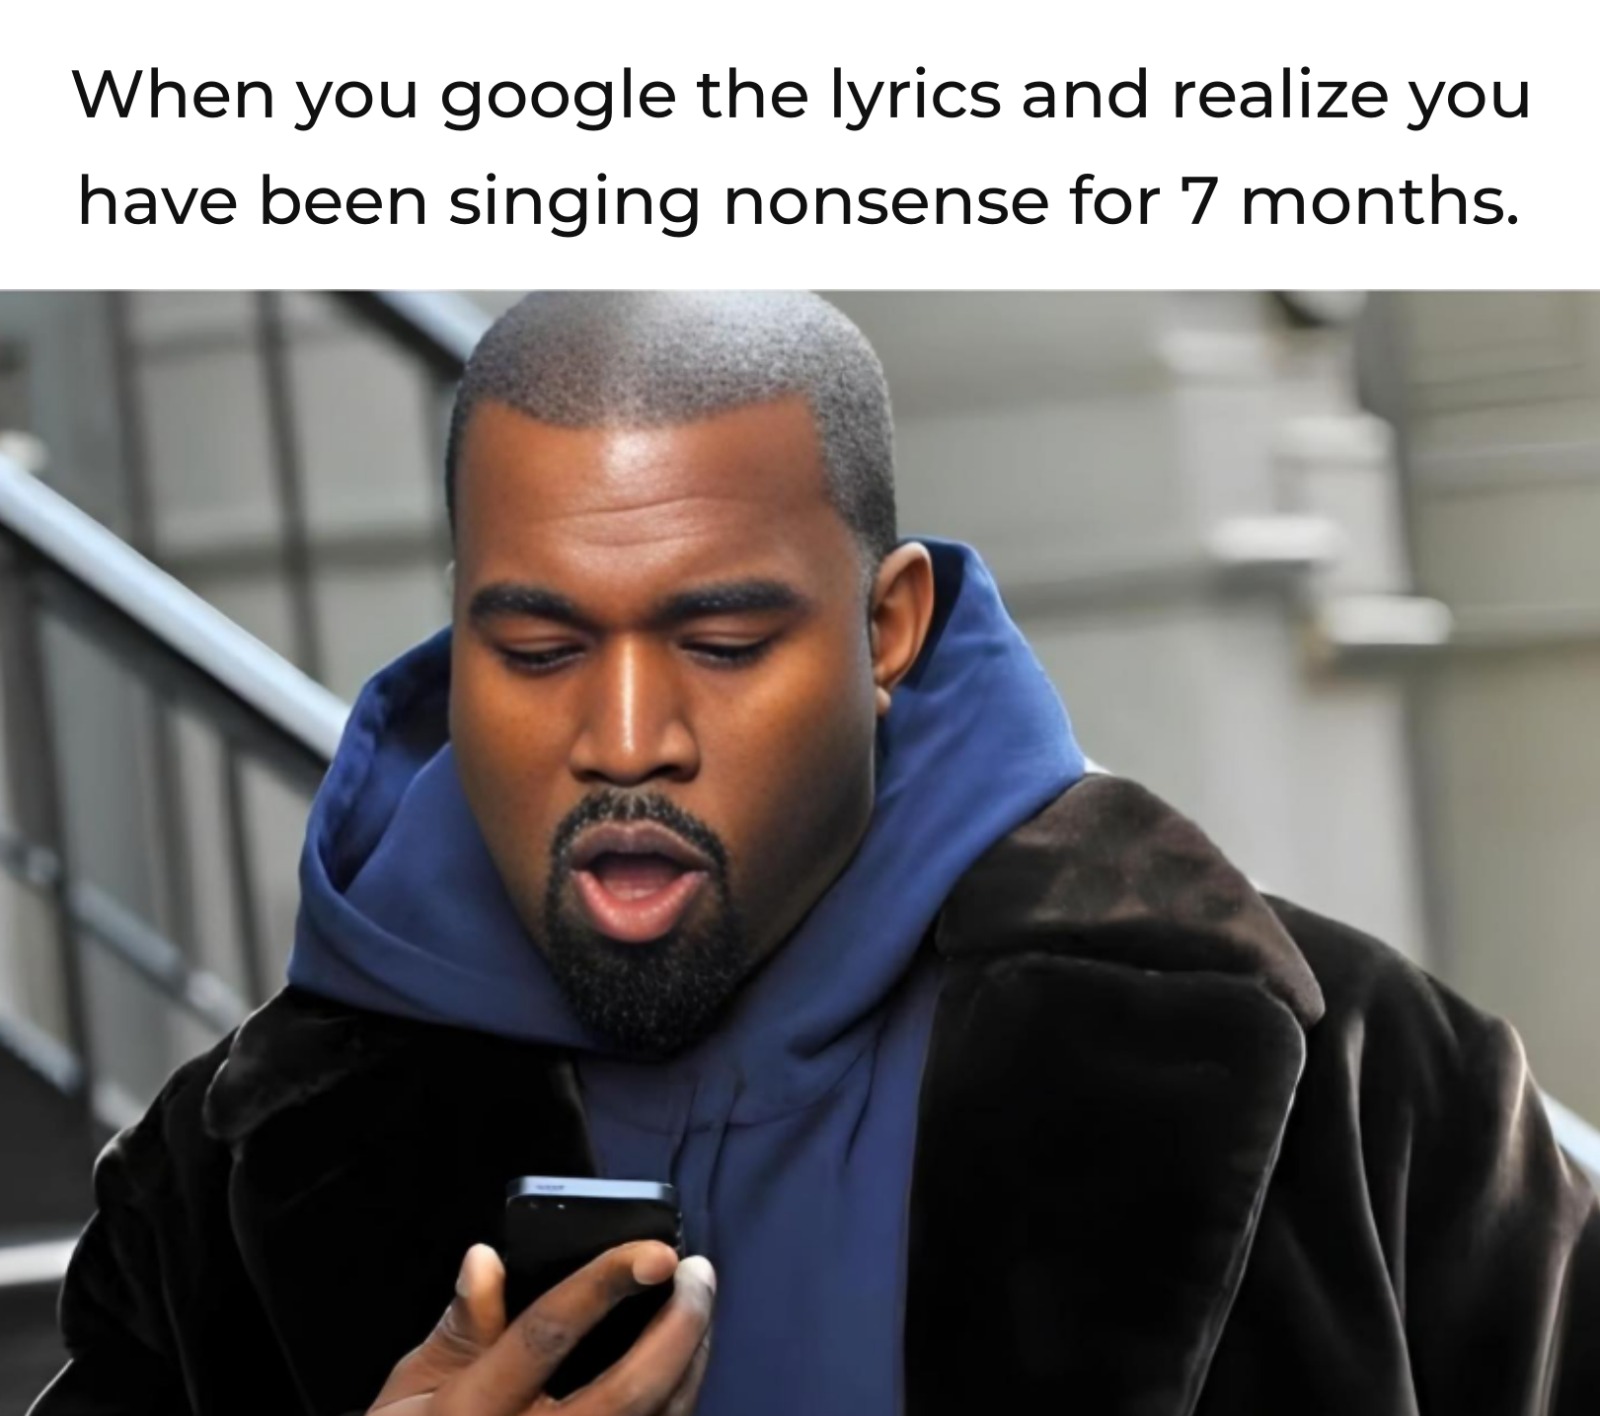 When you google the lyrics and realize you
have been singing nonsense for 7 months.